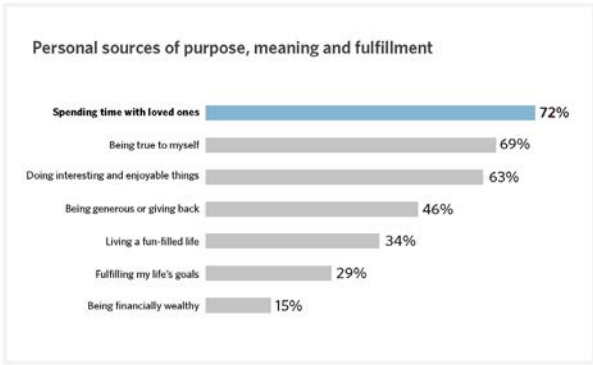 Personal sources of purpose, meaning and fulfillment
Spending time with loved ones 72%
Being true to myself 69%
Doing interesting and enjoyable things 63%
Being generous or giving back 46%
Living a fun-filled life 34%
Fulfilling my life's goals 29%
Being financially wealthy 15%